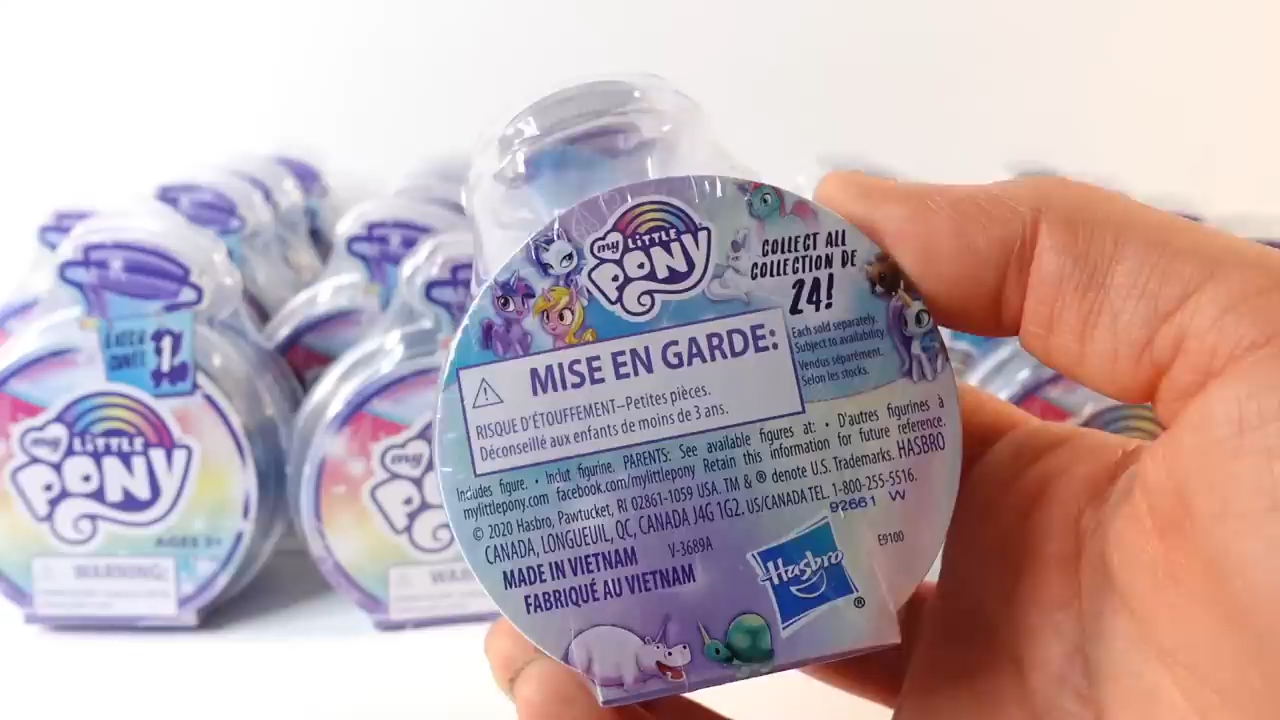 my LiTTLE PONY
COLLECT ALL
COLLECTION DE
24!
Each sold separately.
Subject to availability.
Vendus séparément.
Selon les stocks.
MISE EN GARDE:
RISQUE D'ÉTOUFFEMENT–Petites pièces.
Déconseillé aux enfants de moins de 3 ans.
Includes figure. • Inclut figurine. PARENTS: See available figures at: • D'autres figurines à
mylittlepony.com facebook.com/mylittlepony Retain this information for future reference.
© 2020 Hasbro, Pawtucket, RI 02861-1059 USA. TM & ® denote U.S. Trademarks. HASBRO
CANADA, LONGUEUIL, QC, CANADA J4G 1G2. US/CANADA TEL. 1-800-255-5516.
92661 W
MADE IN VIETNAM V-3689A
FABRIQUÉ AU VIETNAM
Hasbro ®
E9100
1
my LiTTLE PONY
AGES 3+
WARNING:
my